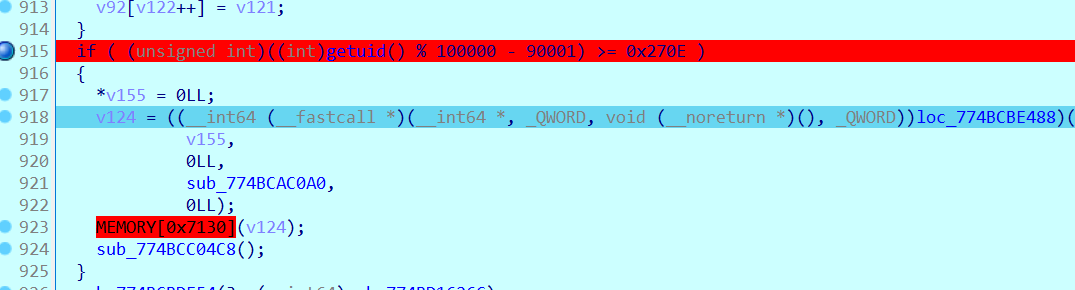 913 v92[v122++] = v121;
914 }
915 if ( (unsigned int)((int)getuid() % 100000 - 90001) >= 0x270E )
916 {
917 *v155 = 0LL;
918 v124 = ((__int64 (__fastcall *)(__int64 *, _QWORD, void (__noreturn *)(), _QWORD))loc_774BCBE488)(
919 v155,
920 0LL,
921 sub_774BCAC0A0,
922 0LL);
923 MEMORY[0x7130](v124);
924 sub_774BCC04C8();
925 }